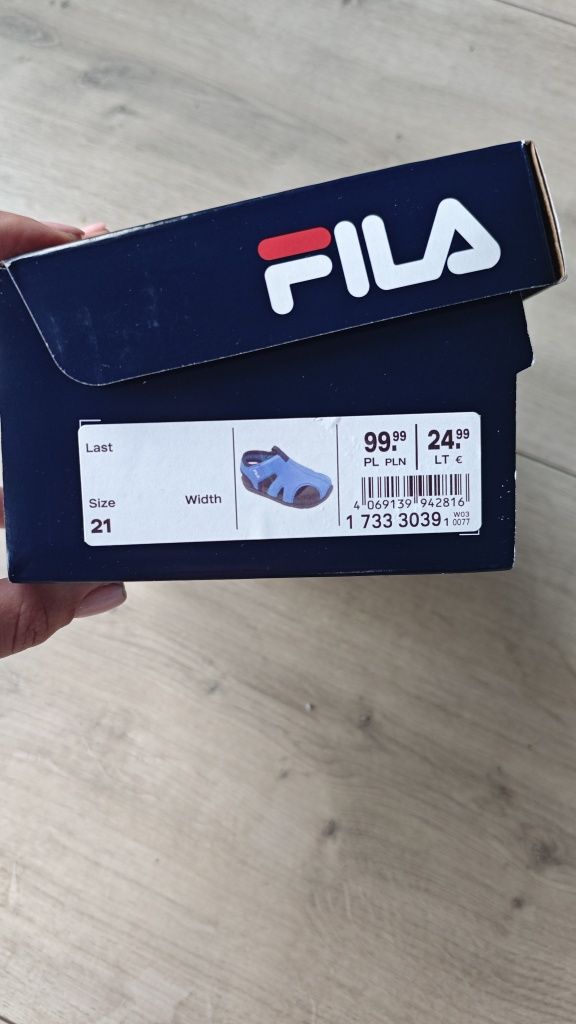 FILA
Last
Size
21
Width
99.99
PL PLN
24.99
LT €
4 069139 942816
1 733 3039 1 W03
0077